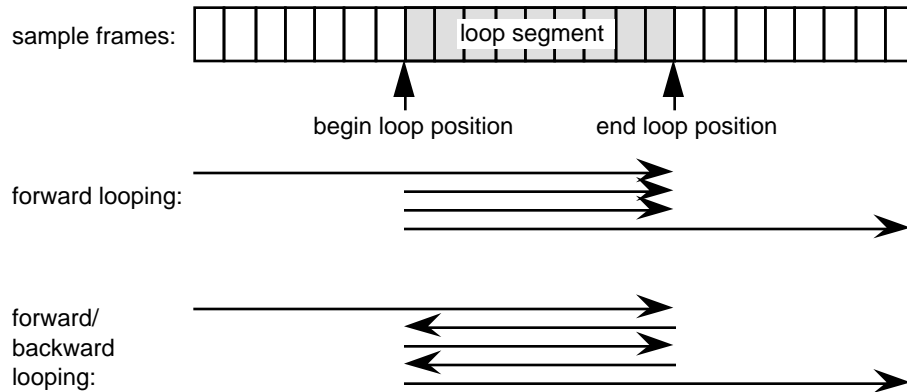 sample frames:
loop segment
begin loop position
end loop position
forward looping:
forward/
backward
looping: